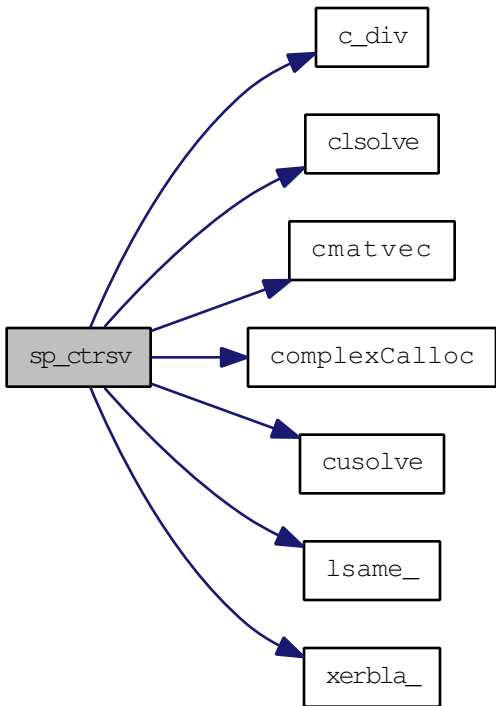 c_div
clsolve
cmatvec
sp_ctrsv
complexCalloc
cusolve
lsame_
xerbla_